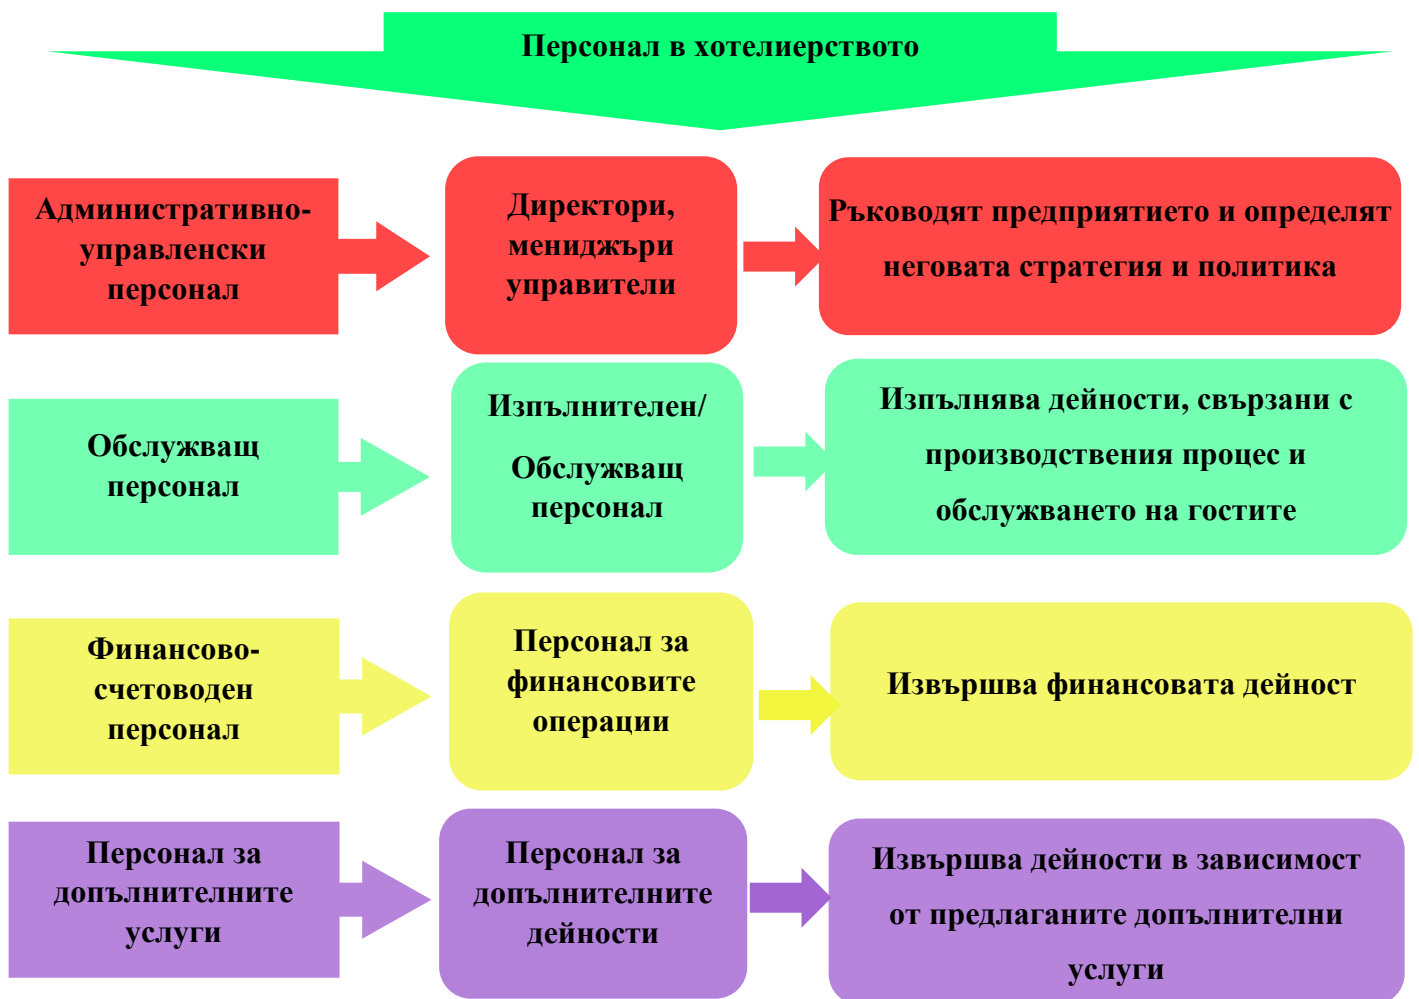 Персонал в хотелиерството
Административно-
управленски
персонал
Директори,
мениджъри
управители
Ръководят предприятието и определят
неговата стратегия и политика
Обслужващ
персонал
Изпълнителен/
Обслужващ
персонал
Изпълнява дейности, свързани с
производствения процес и
обслужването на гостите
Финансово-
счетоводен
персонал
Персонал за
финансовите
операции
Извършва финансовата дейност
Персонал за
допълнителните
услуги
Персонал за
допълнителните
дейности
Извършва дейности в зависимост
от предлаганите допълнителни
услуги